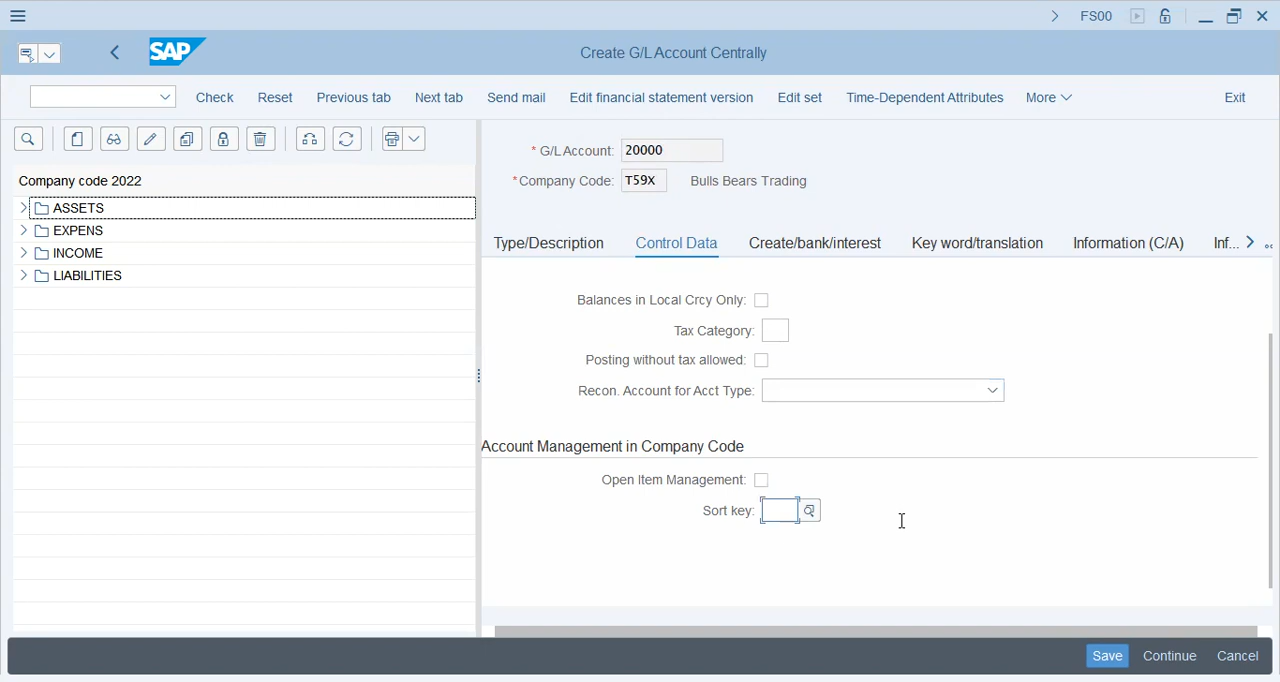 FS00
SAP
Create G/L Account Centrally
Check Reset Previous tab Next tab Send mail Edit financial statement version Edit set Time-Dependent Attributes More Exit
* G/L Account: 20000
* Company Code: T59X Bulls Bears Trading
Company code 2022
ASSETS
EXPENS
INCOME
LIABILITIES
Type/Description Control Data Create/bank/interest Key word/translation Information (C/A) Inf...
Balances in Local Crcy Only:
Tax Category:
Posting without tax allowed:
Recon. Account for Acct Type:
Account Management in Company Code
Open Item Management:
Sort key:
Save Continue Cancel